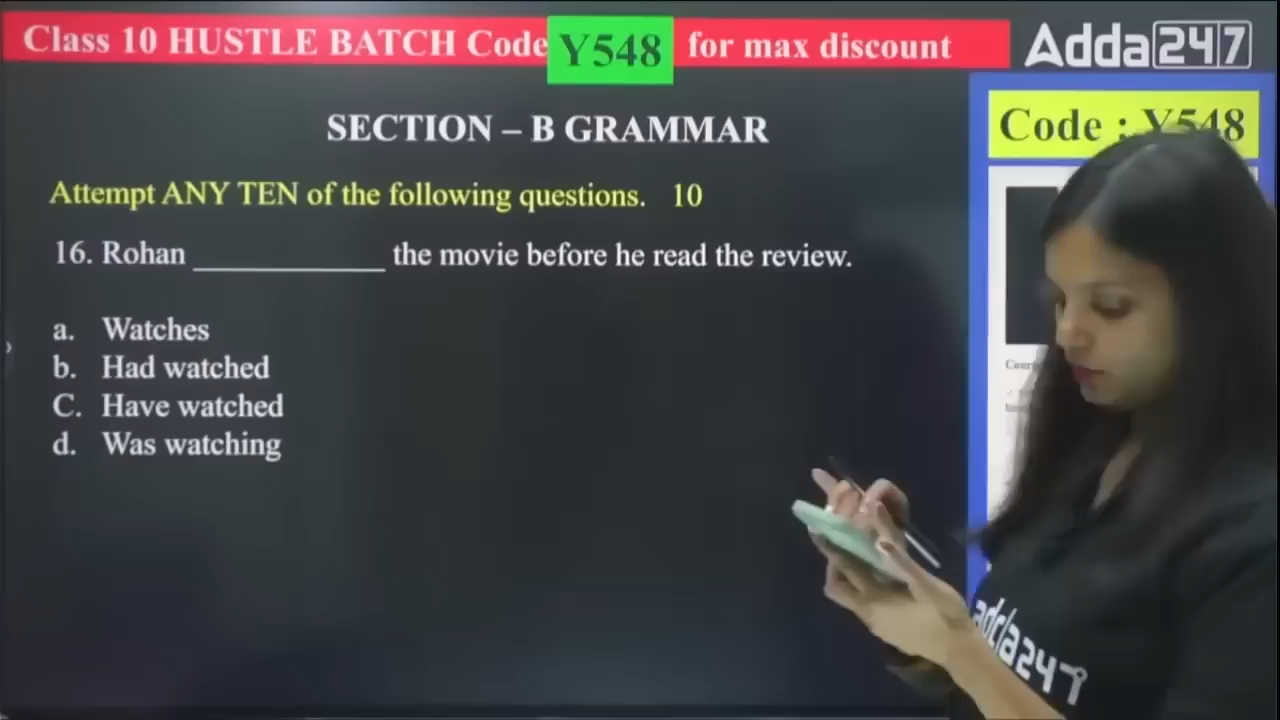 Class 10 HUSTLE BATCH Code Y548 for max discount
Adda247
Code : Y548
SECTION – B GRAMMAR
Attempt ANY TEN of the following questions. 10
16. Rohan ____________ the movie before he read the review.
a. Watches
b. Had watched
C. Have watched
d. Was watching
adda247